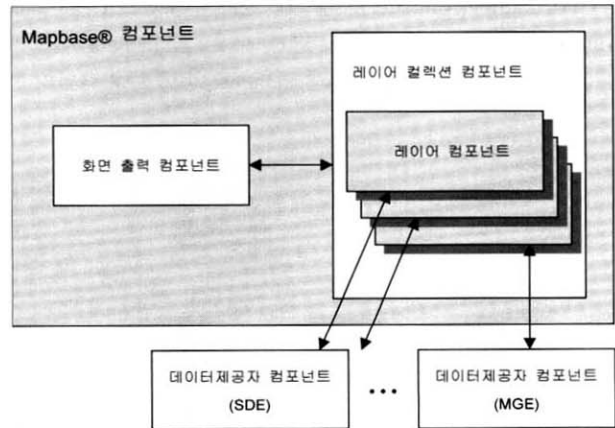 Mapbase® 컴포넌트
레이어 컬렉션 컴포넌트
레이어 컴포넌트
화면 출력 컴포넌트
데이터제공자 컴포넌트
(SDE)
...
데이터제공자 컴포넌트
(MGE)